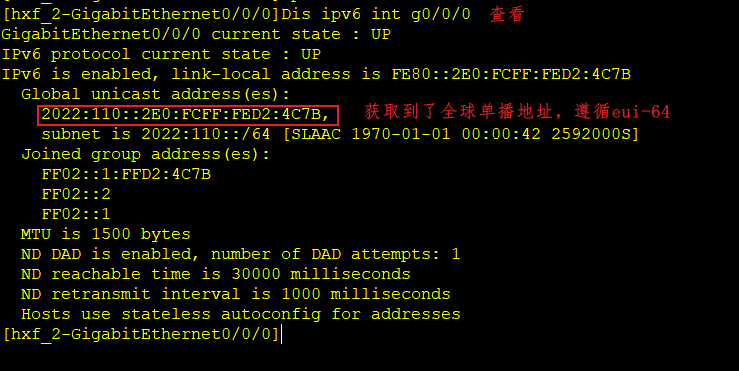 [hxf_2-GigabitEthernet0/0/0]Dis ipv6 int g0/0/0 查看
GigabitEthernet0/0/0 current state : UP
IPv6 protocol current state : UP
IPv6 is enabled, link-local address is FE80::2E0:FCFF:FED2:4C7B
Global unicast address(es):
2022:110::2E0:FCFF:FED2:4C7B, 获取到了全球单播地址，遵循eui-64
subnet is 2022:110::/64 [SLAAC 1970-01-01 00:00:42 2592000S]
Joined group address(es):
FF02::1:FFD2:4C7B
FF02::2
FF02::1
MTU is 1500 bytes
ND DAD is enabled, number of DAD attempts: 1
ND reachable time is 30000 milliseconds
ND retransmit interval is 1000 milliseconds
Hosts use stateless autoconfig for addresses
[hxf_2-GigabitEthernet0/0/0]